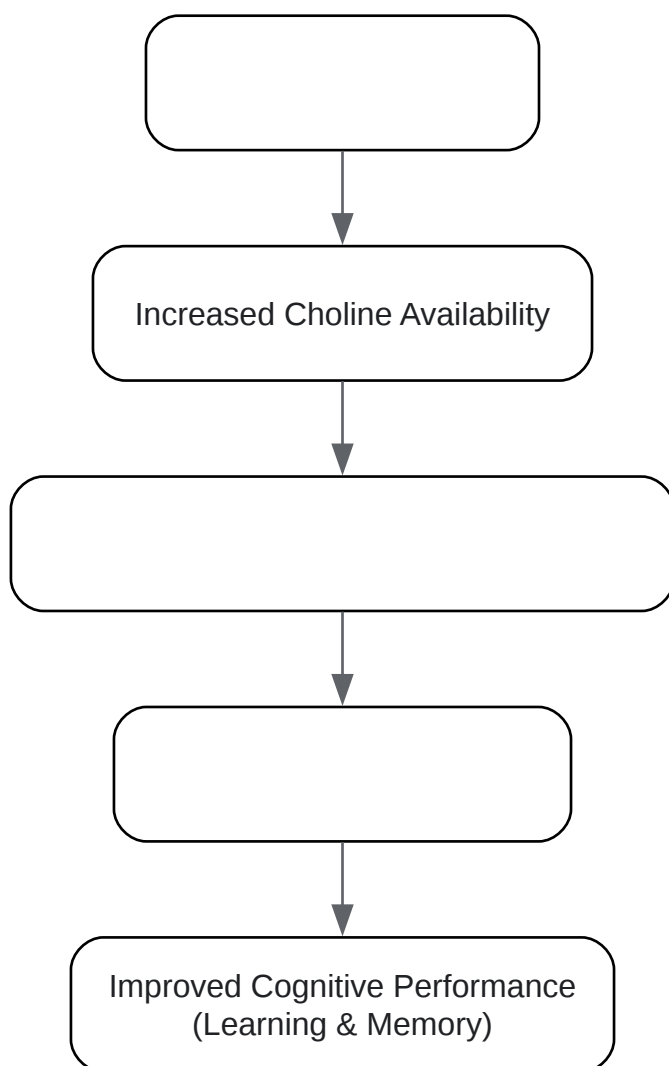 Increased Choline Availability
Improved Cognitive Performance
(Learning & Memory)